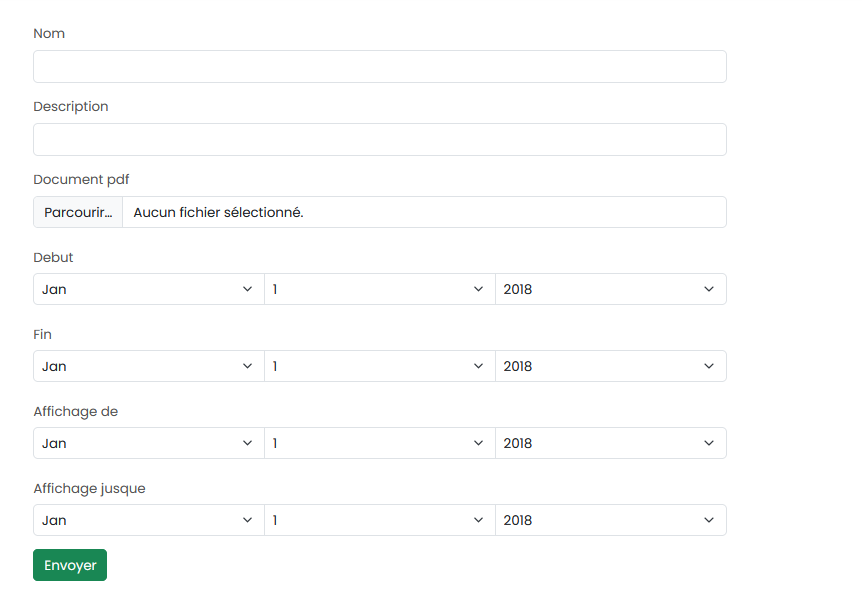 Nom
Description
Document pdf
Parcourir... Aucun fichier sélectionné.
Debut
Jan 1 2018
Fin
Jan 1 2018
Affichage de
Jan 1 2018
Affichage jusque
Jan 1 2018
Envoyer